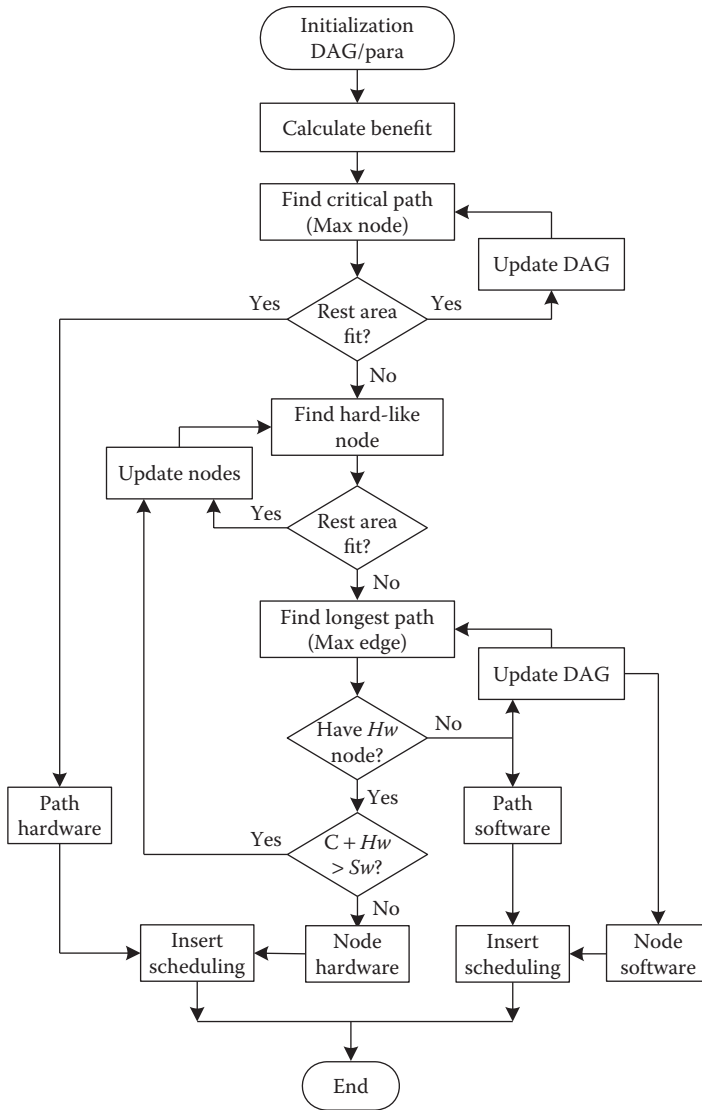 Initialization
DAG/para
Calculate benefit
Find critical path
(Max node)
Update DAG
Yes
Rest area
fit?
Yes
No
Find hard-like
node
Update nodes
Yes
Rest area
fit?
No
Find longest path
(Max edge)
Update DAG
Have Hw
node?
No
Yes
Path
hardware
Path
software
Yes
C + Hw
> Sw?
No
Insert
scheduling
Node
hardware
Insert
scheduling
Node
software
End